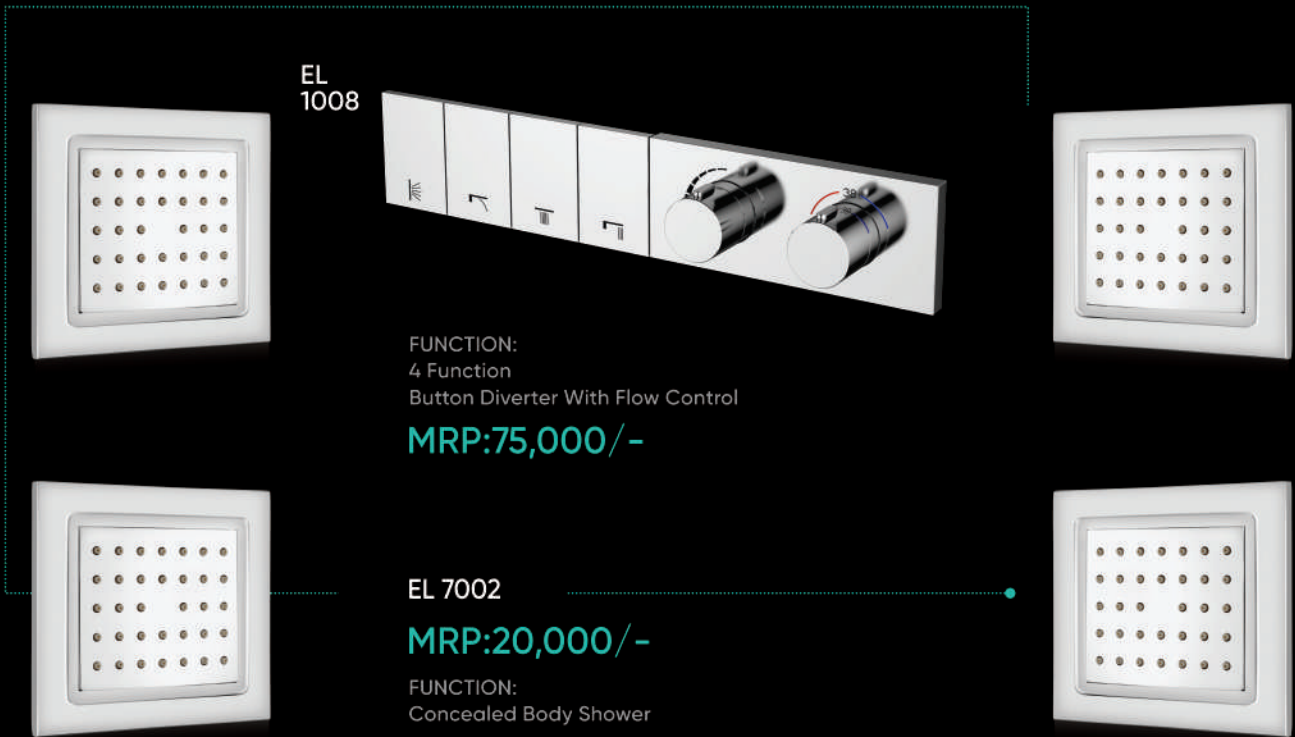 EL
1008
38
FUNCTION:
4 Function
Button Diverter With Flow Control
MRP:75,000/-
EL 7002
MRP:20,000/-
FUNCTION:
Concealed Body Shower